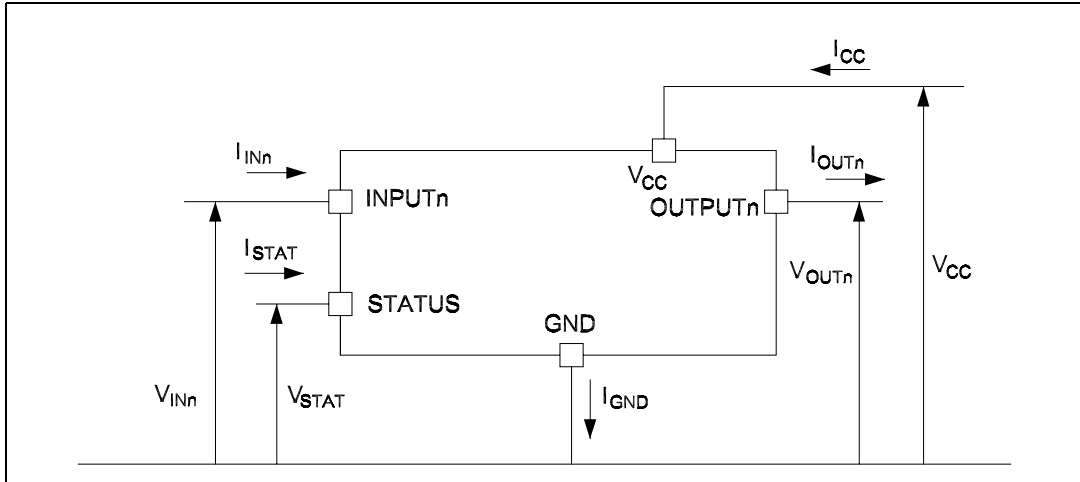 ICC
IINn
VCC
IOUTn
INPUTn
OUTPUTn
ISTAT
VOUTn
VCC
STATUS
GND
VINn
VSTAT
IGND